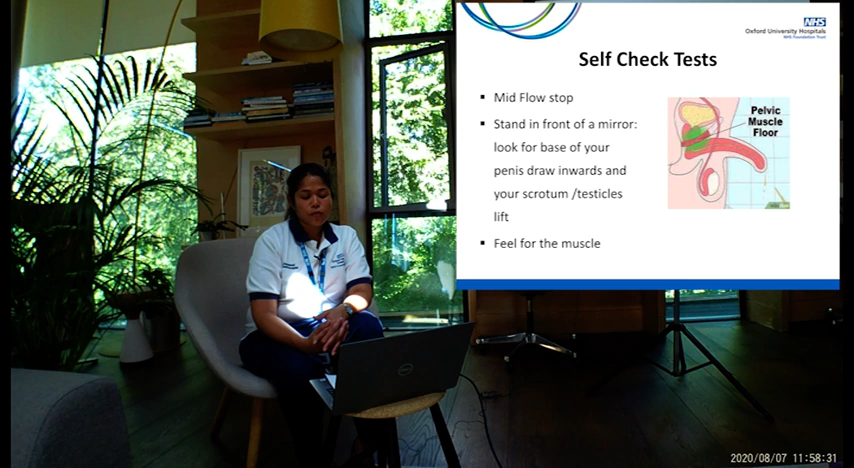 NHS
Oxford University Hospitals
NHS Foundation Trust
Self Check Tests
▪ Mid Flow stop
▪ Stand in front of a mirror:
look for base of your
penis draw inwards and
your scrotum /testicles
lift
▪ Feel for the muscle
Pelvic
Muscle
Floor
DELL
2020/08/07 11:58:31